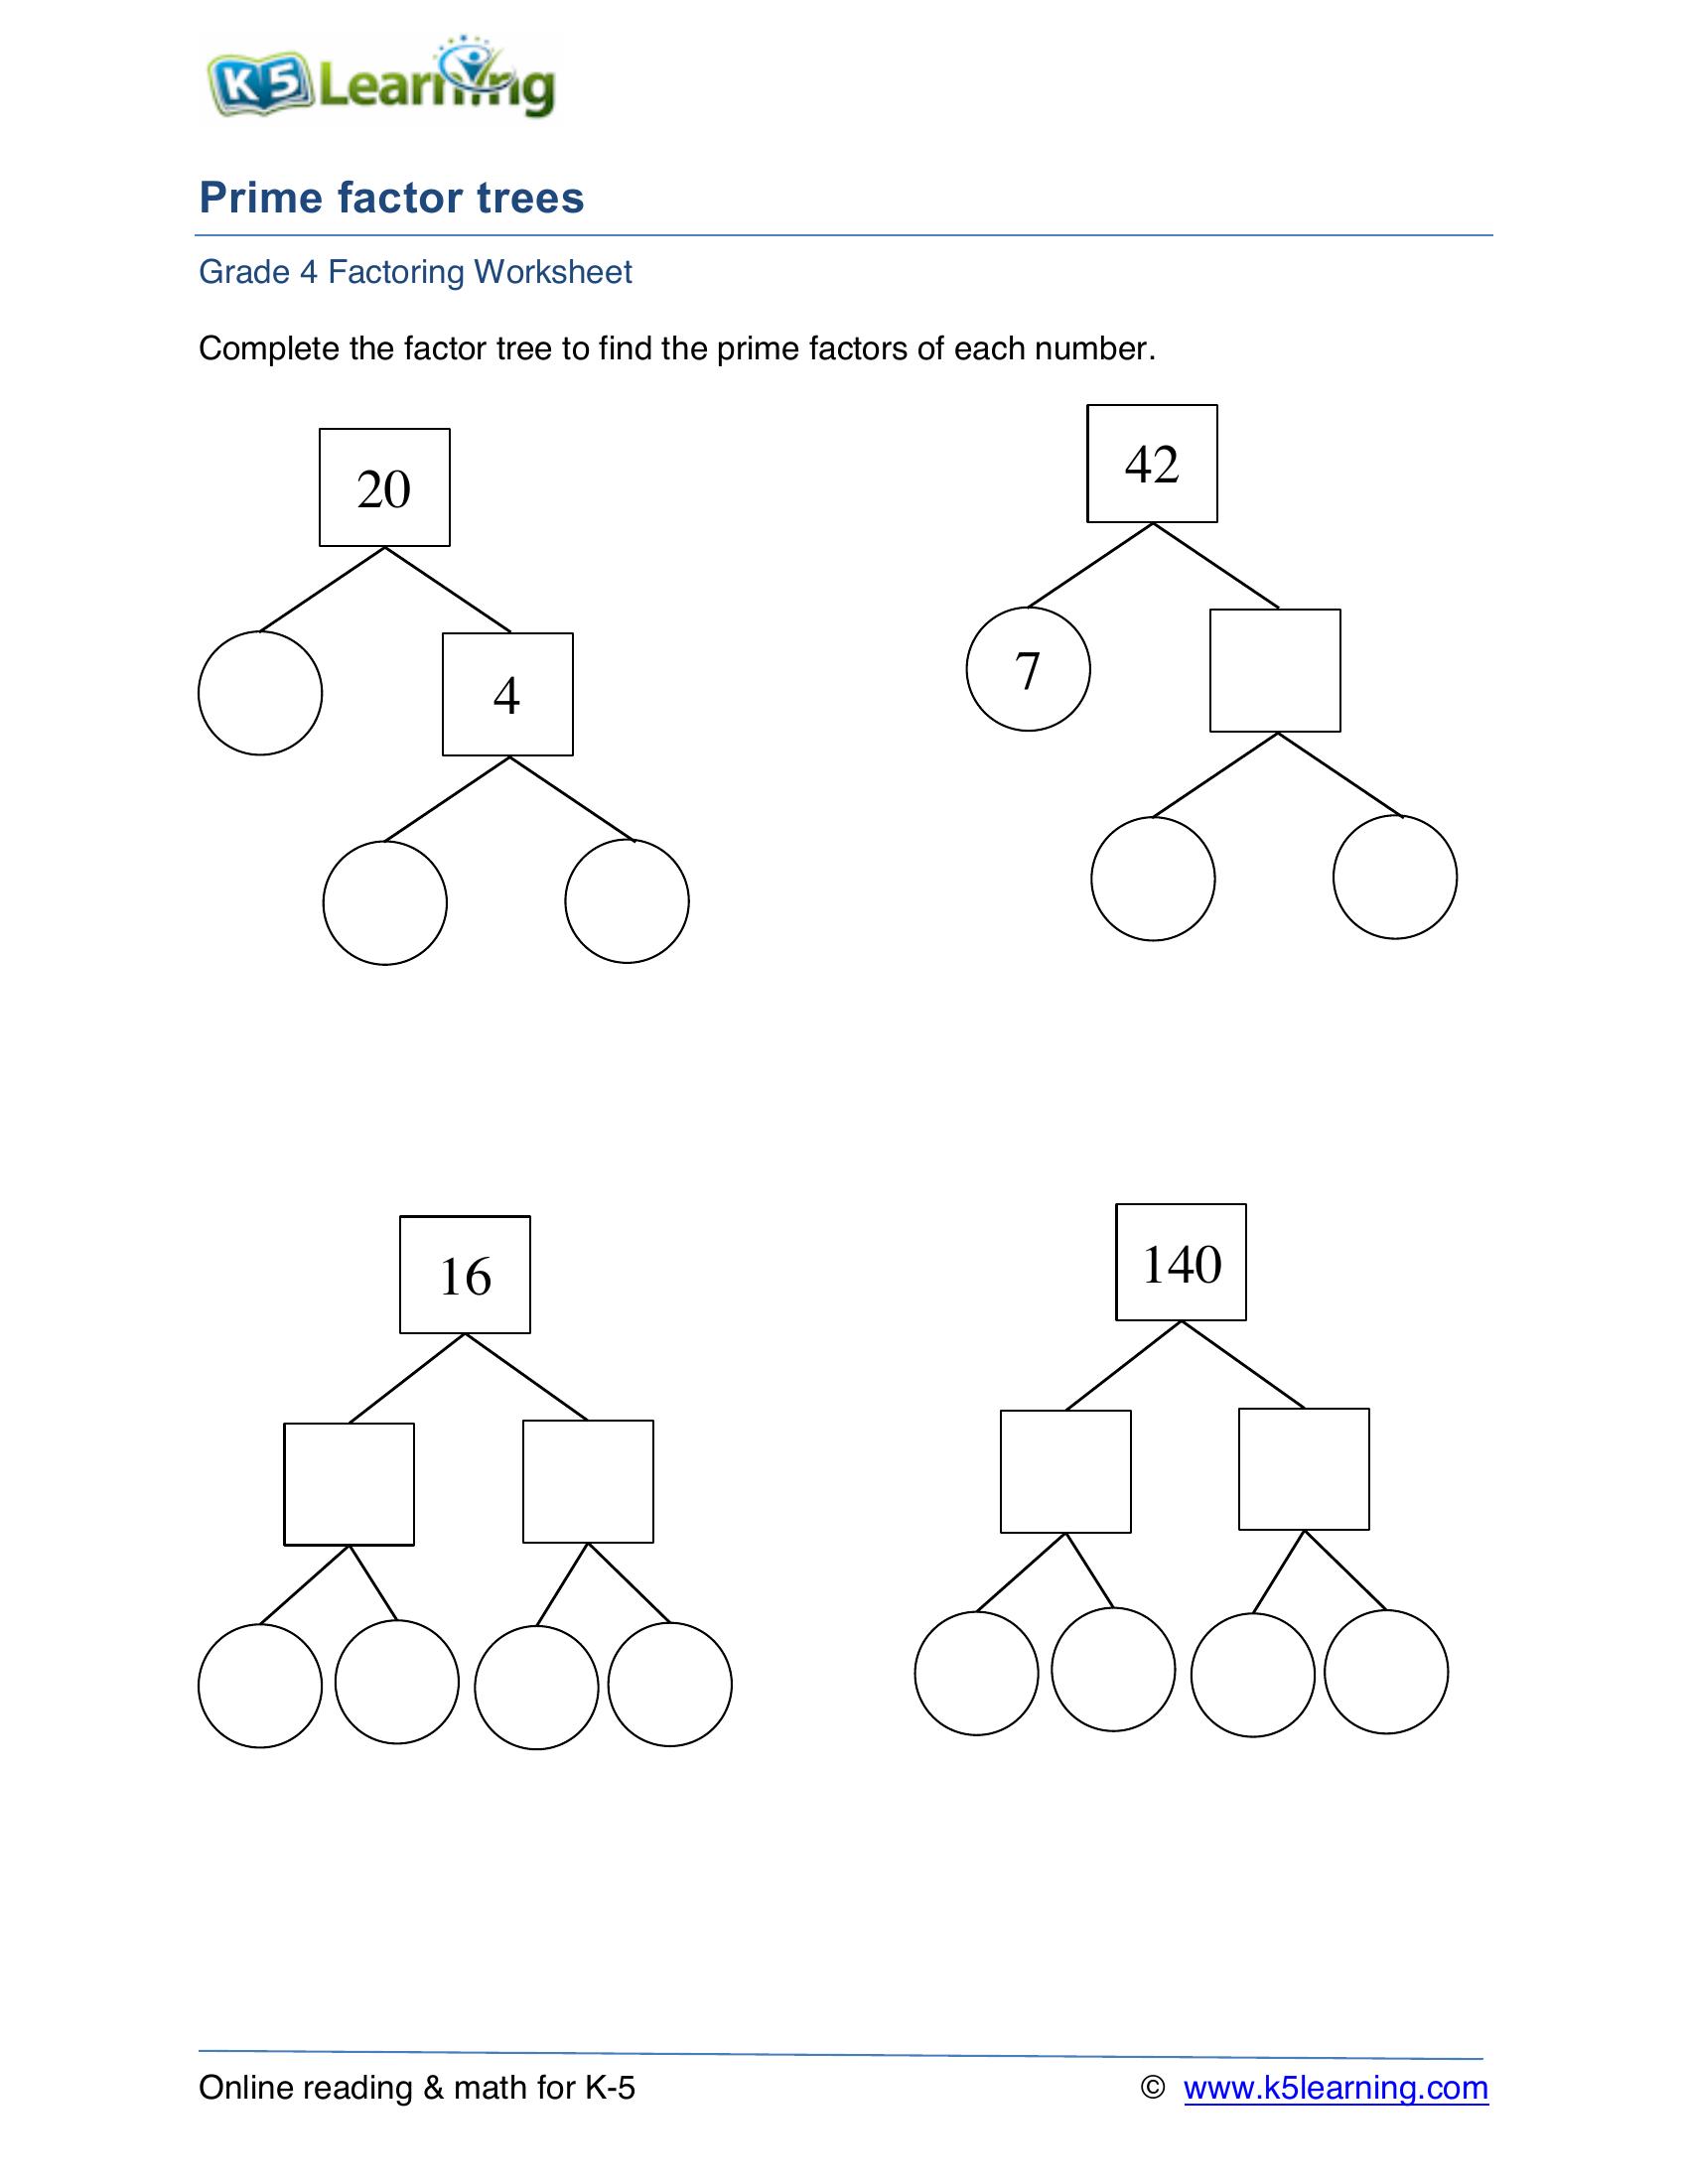 K5 Learning
Prime factor trees
Grade 4 Factoring Worksheet
Complete the factor tree to find the prime factors of each number.
20
42
4
7
16
140
Online reading & math for K-5
© www.k5learning.com